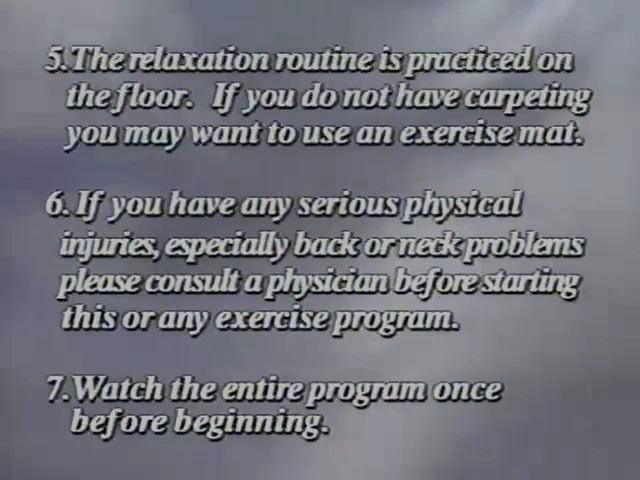 5. The relaxation routine is practiced on
the floor. If you do not have carpeting
you may want to use an exercise mat.
6. If you have any serious physical
injuries, especially back or neck problems
please consult a physician before starting
this or any exercise program.
7. Watch the entire program once
before beginning.